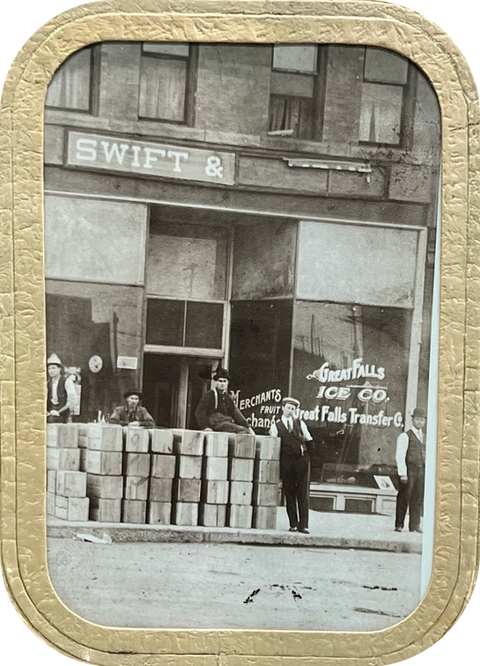 SWIFT &
GREAT FALLS
ICE CO.
Great Falls Transfer Co.
MERCHANTS
FRUIT